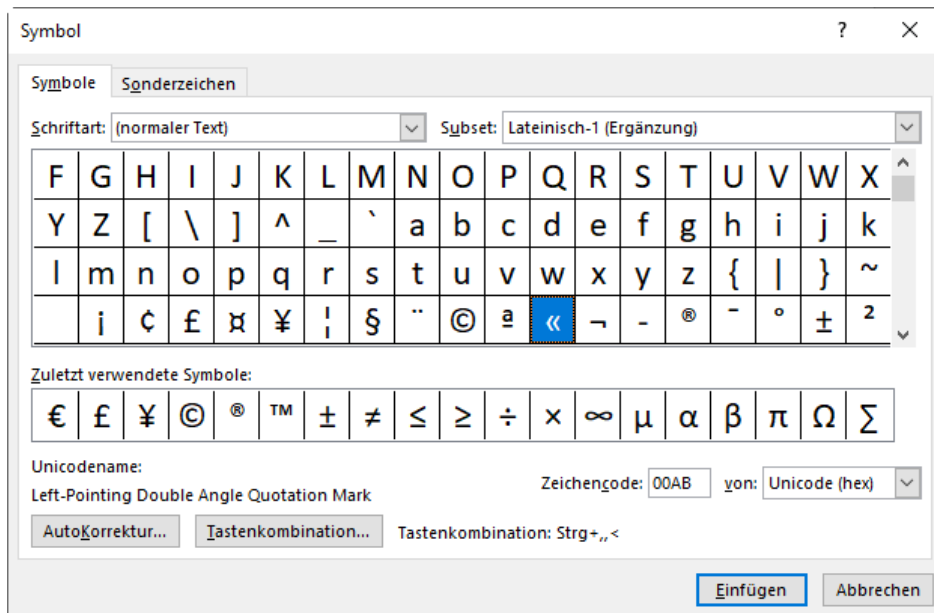 Symbol ?
Symbole Sonderzeichen
Schriftart: (normaler Text) Subset: Lateinisch-1 (Ergänzung)
F G H I J K L M N O P Q R S T U V W X
Y Z [ \ ] ^ _ ` a b c d e f g h i j k
l m n o p q r s t u v w x y z { | } ~
¡ ¢ £ ¤ ¥ ¦ § ¨ © ª « ¬ - ® ¯ ° ± ²
Zuletzt verwendete Symbole:
€ £ ¥ © ® ™ ± ≠ ≤ ≥ ÷ × ∞ µ α β π Ω ∑
Unicodename:
Left-Pointing Double Angle Quotation Mark
Zeichencode: 00AB von: Unicode (hex)
AutoKorrektur... Tastenkombination... Tastenkombination: Strg+,,<
Einfügen Abbrechen